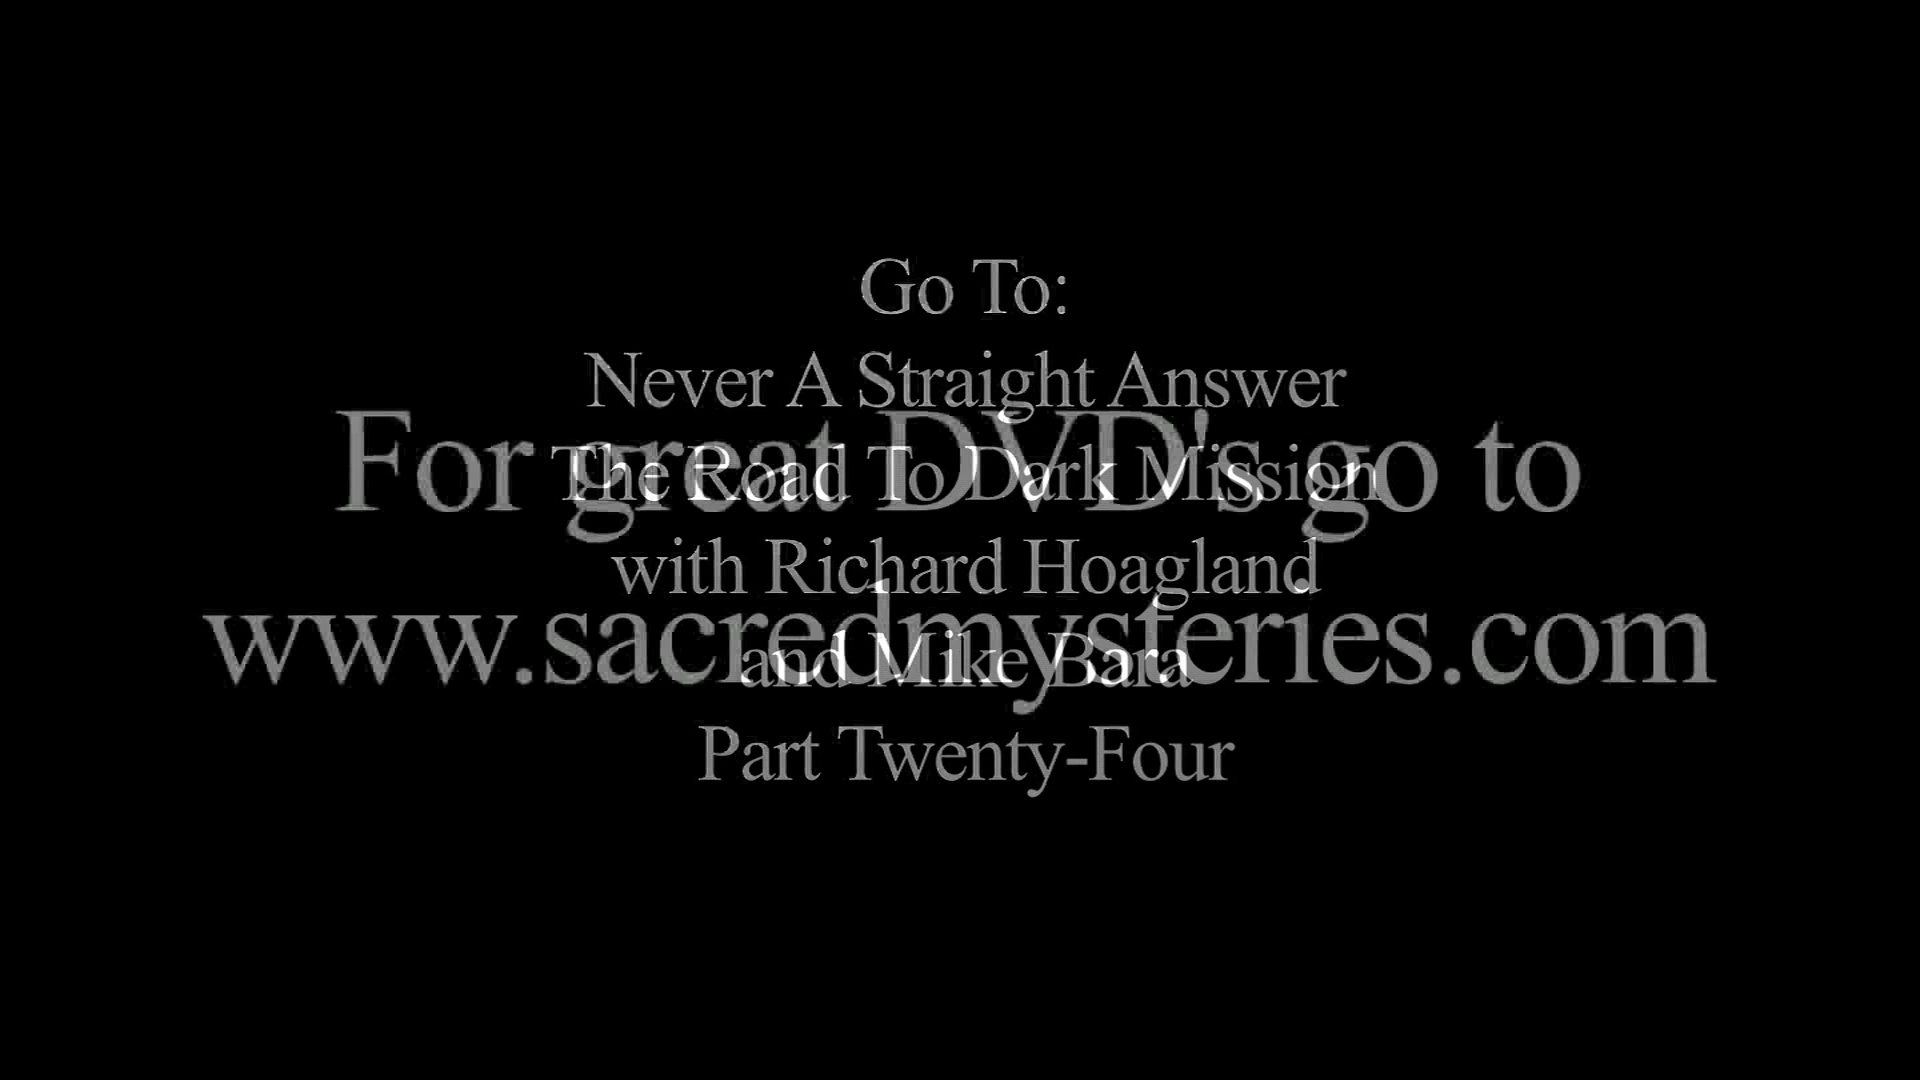 Go To:
Never A Straight Answer
The Road To Dark Mission
with Richard Hoagland
and Mike Bara
Part Twenty-Four
For great DVD's go to
www.sacredmysteries.com